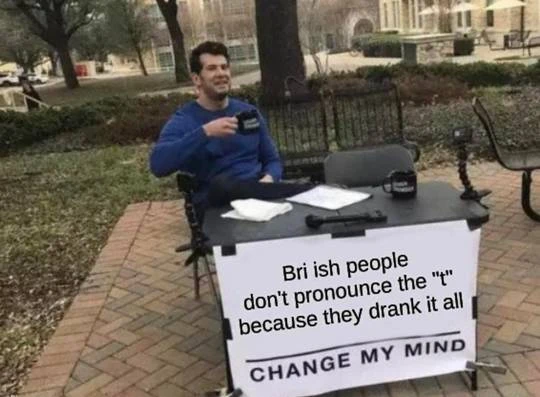 Bri ish people
don't pronounce the "t"
because they drank it all
CHANGE MY MIND